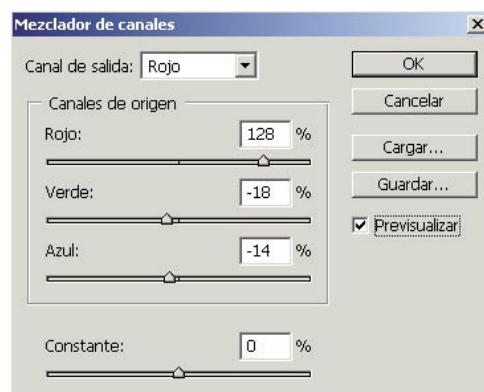 Mezclador de canales
Canal de salida: Rojo
Canales de origen
Rojo: 128 %
Verde: -18 %
Azul: -14 %
Constante: 0 %
OK
Cancelar
Cargar...
Guardar...
Previsualizar